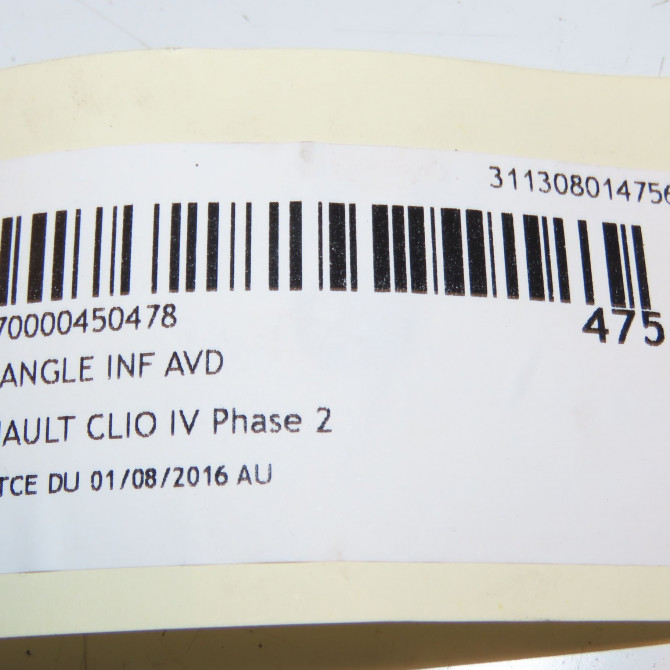 311308014756
70000450478
475
ANGLE INF AVD
AULT CLIO IV Phase 2
TCE DU 01/08/2016 AU